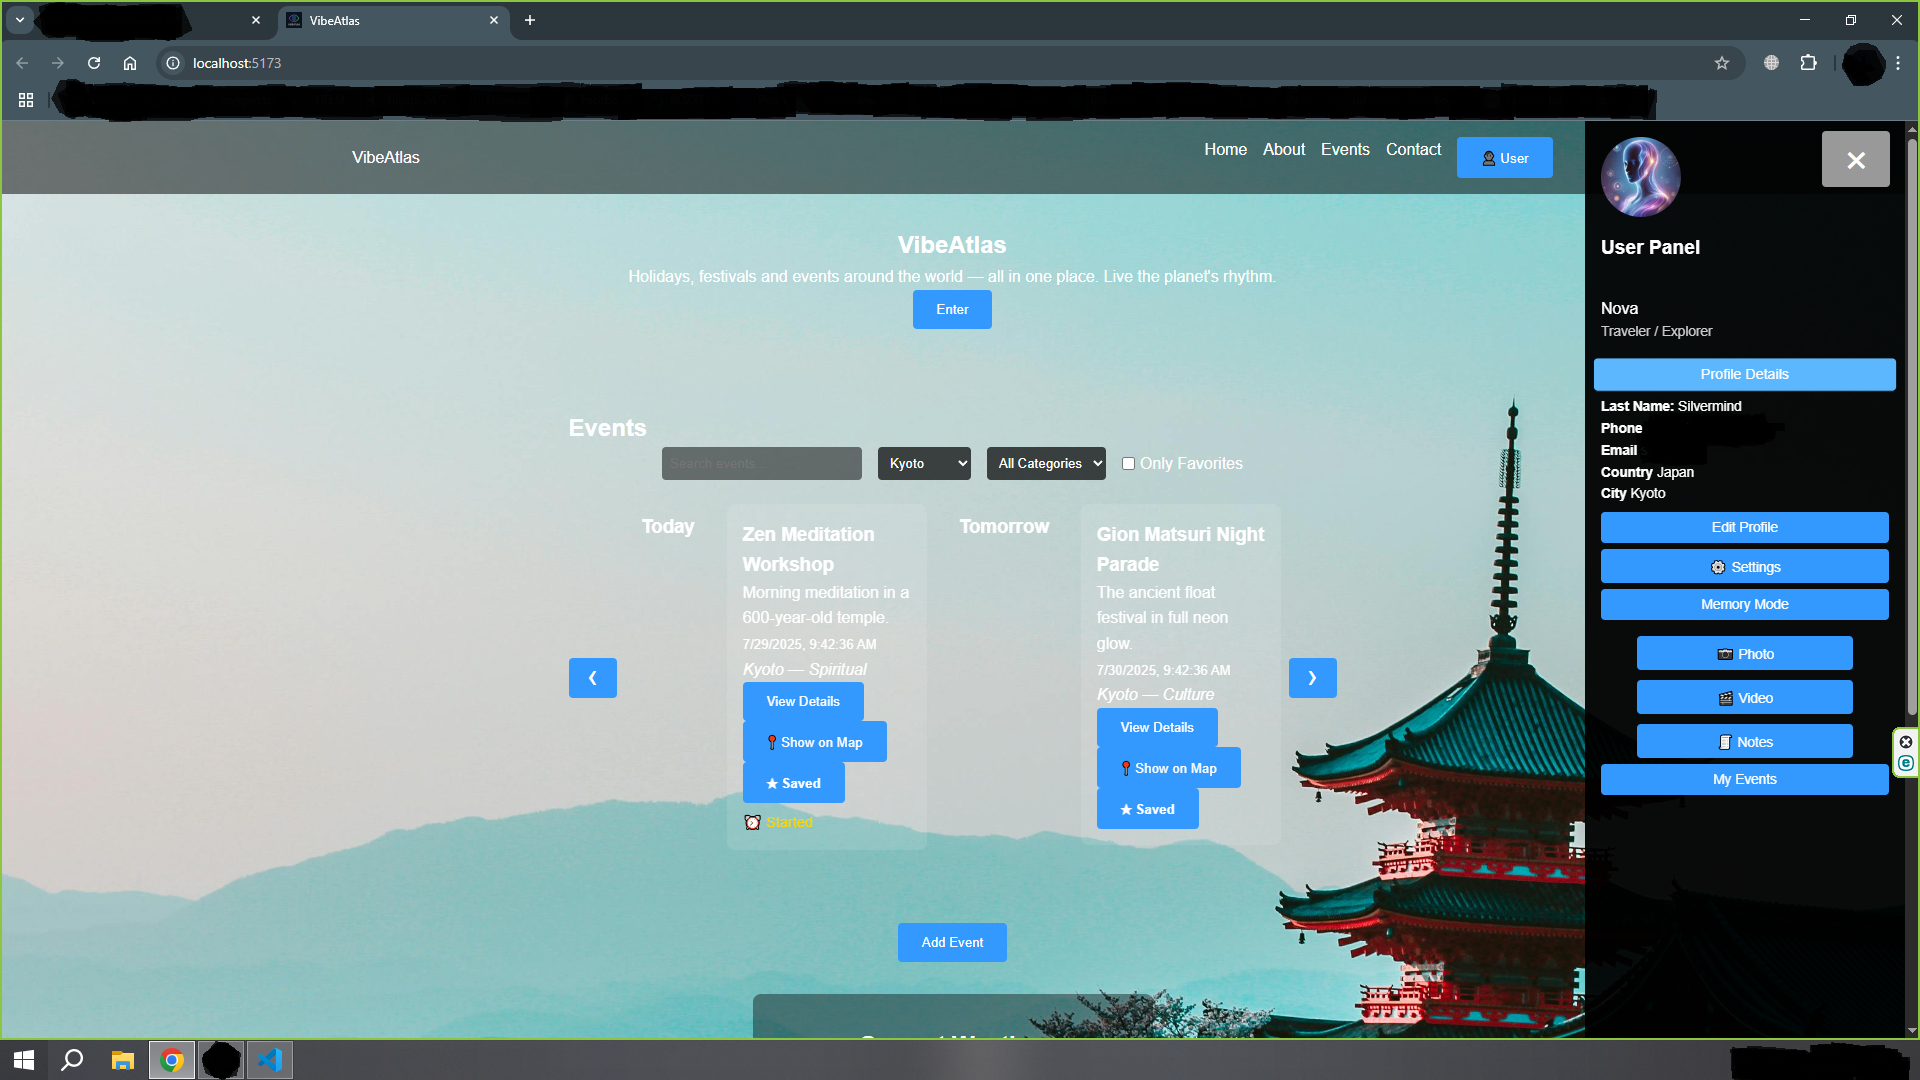 VibeAtlas
localhost:5173
VibeAtlas
Home About Events Contact User
VibeAtlas
Holidays, festivals and events around the world — all in one place. Live the planet's rhythm.
Enter
Events
Search events...
Kyoto
All Categories
Only Favorites
Today
Zen Meditation
Workshop
Morning meditation in a
600-year-old temple.
7/29/2025, 9:42:36 AM
Kyoto — Spiritual
View Details
Show on Map
★ Saved
Started
Tomorrow
Gion Matsuri Night
Parade
The ancient float
festival in full neon
glow.
7/30/2025, 9:42:36 AM
Kyoto — Culture
View Details
Show on Map
★ Saved
❮
❯
Add Event
User Panel
Nova
Traveler / Explorer
Profile Details
Last Name: Silvermind
Phone
Email
Country Japan
City Kyoto
Edit Profile
Settings
Memory Mode
Photo
Video
Notes
My Events